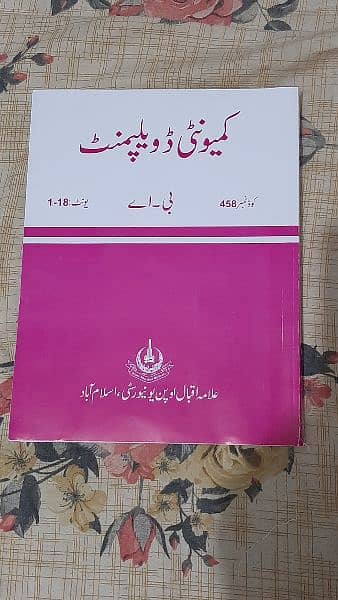 کمیونٹی ڈویلپمنٹ
کوڈ نمبر 458 بی ۔ اے یونٹ: 1-18
علامہ اقبال اوپن یونیورسٹی، اسلام آباد